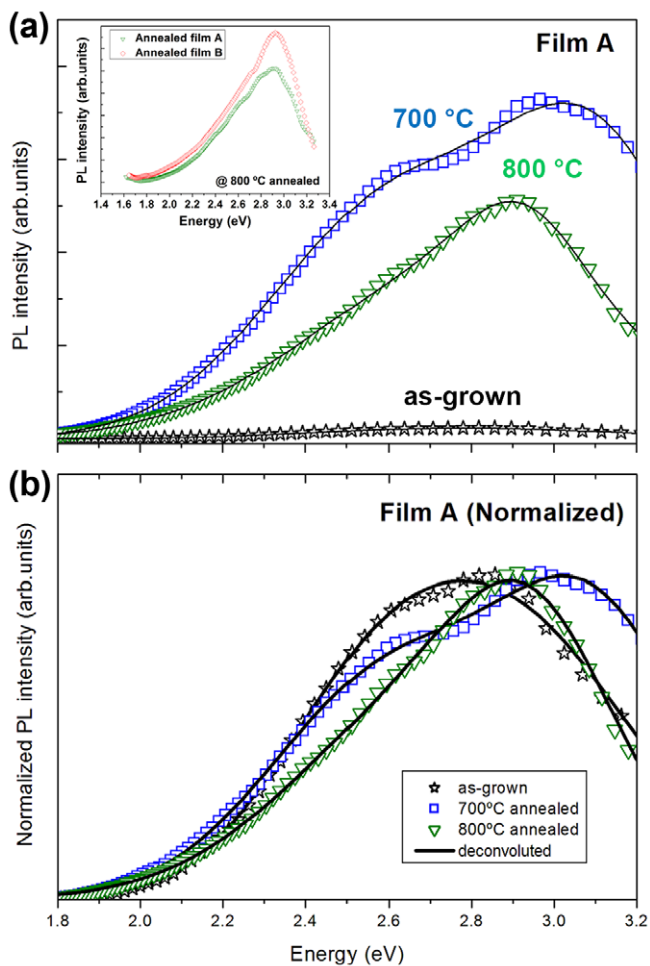 (a)
Film A
700 °C
800 °C
as-grown
PL intensity (arb.units)
Annealed film A
Annealed film B
PL intensity (arb.units)
@ 800 ºC annealed
1.4 1.6 1.8 2.0 2.2 2.4 2.6 2.8 3.0 3.2 3.4
Energy (eV)
(b)
Film A (Normalized)
Normalized PL intensity (arb.units)
as-grown
700ºC annealed
800ºC annealed
deconvoluted
1.8 2.0 2.2 2.4 2.6 2.8 3.0 3.2
Energy (eV)